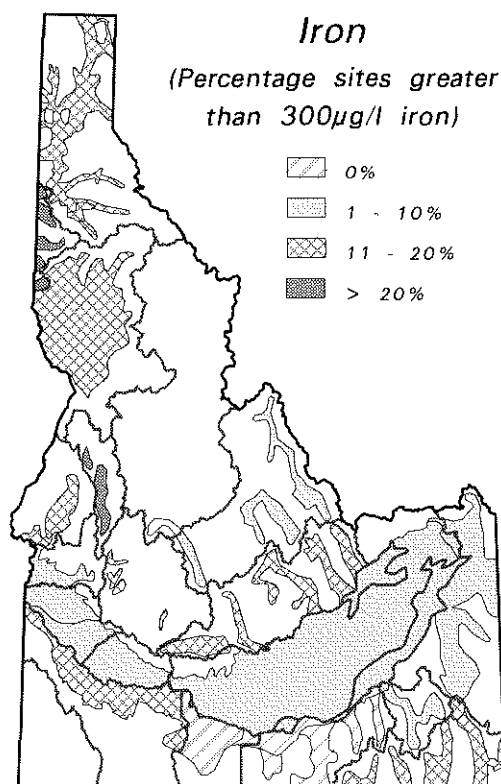 Iron
(Percentage sites greater
than 300µg/l iron)
0%
1 - 10%
11 - 20%
> 20%